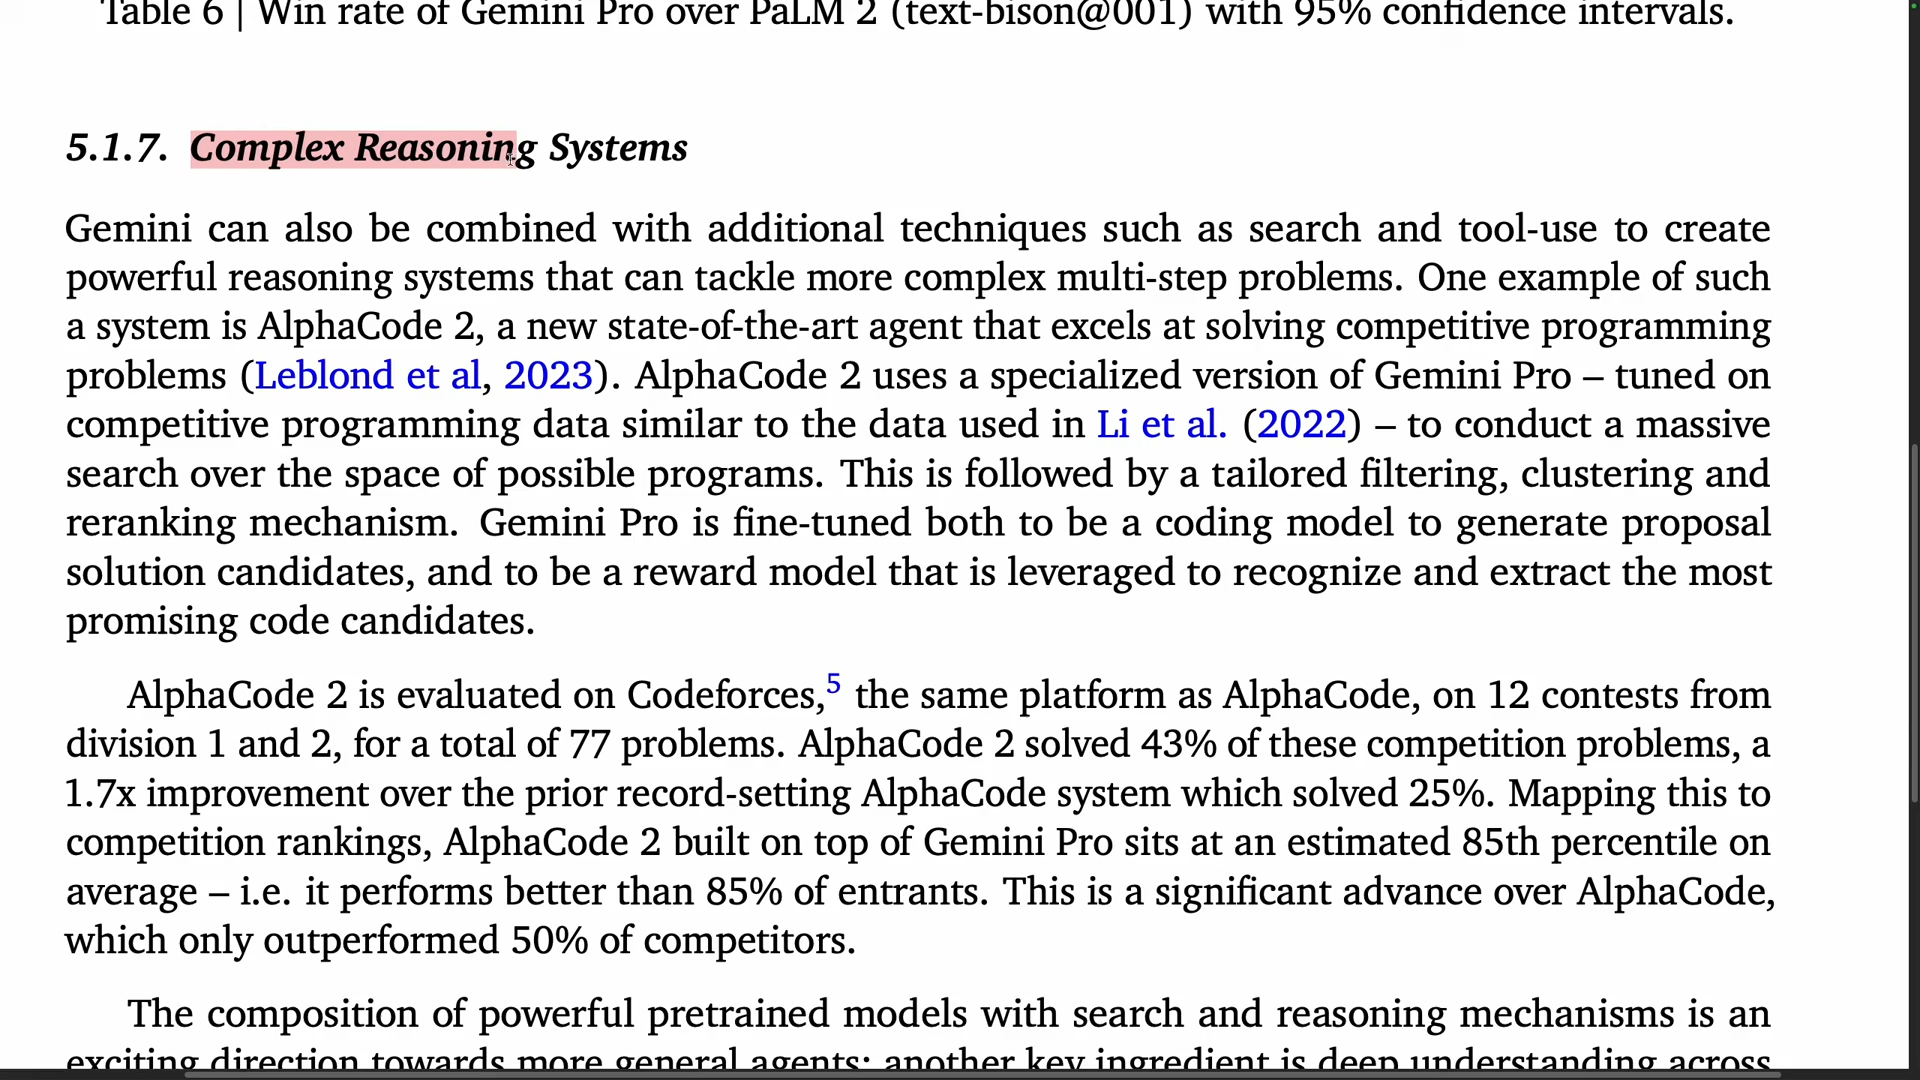 Table 6 | Win rate of Gemini Pro over PaLM 2 (text-bison@001) with 95% confidence intervals.
5.1.7. Complex Reasoning Systems
Gemini can also be combined with additional techniques such as search and tool-use to create
powerful reasoning systems that can tackle more complex multi-step problems. One example of such
a system is AlphaCode 2, a new state-of-the-art agent that excels at solving competitive programming
problems (Leblond et al, 2023). AlphaCode 2 uses a specialized version of Gemini Pro – tuned on
competitive programming data similar to the data used in Li et al. (2022) – to conduct a massive
search over the space of possible programs. This is followed by a tailored filtering, clustering and
reranking mechanism. Gemini Pro is fine-tuned both to be a coding model to generate proposal
solution candidates, and to be a reward model that is leveraged to recognize and extract the most
promising code candidates.
AlphaCode 2 is evaluated on Codeforces,5 the same platform as AlphaCode, on 12 contests from
division 1 and 2, for a total of 77 problems. AlphaCode 2 solved 43% of these competition problems, a
1.7x improvement over the prior record-setting AlphaCode system which solved 25%. Mapping this to
competition rankings, AlphaCode 2 built on top of Gemini Pro sits at an estimated 85th percentile on
average – i.e. it performs better than 85% of entrants. This is a significant advance over AlphaCode,
which only outperformed 50% of competitors.
The composition of powerful pretrained models with search and reasoning mechanisms is an
exciting direction towards more general agents; another key ingredient is deep understanding across